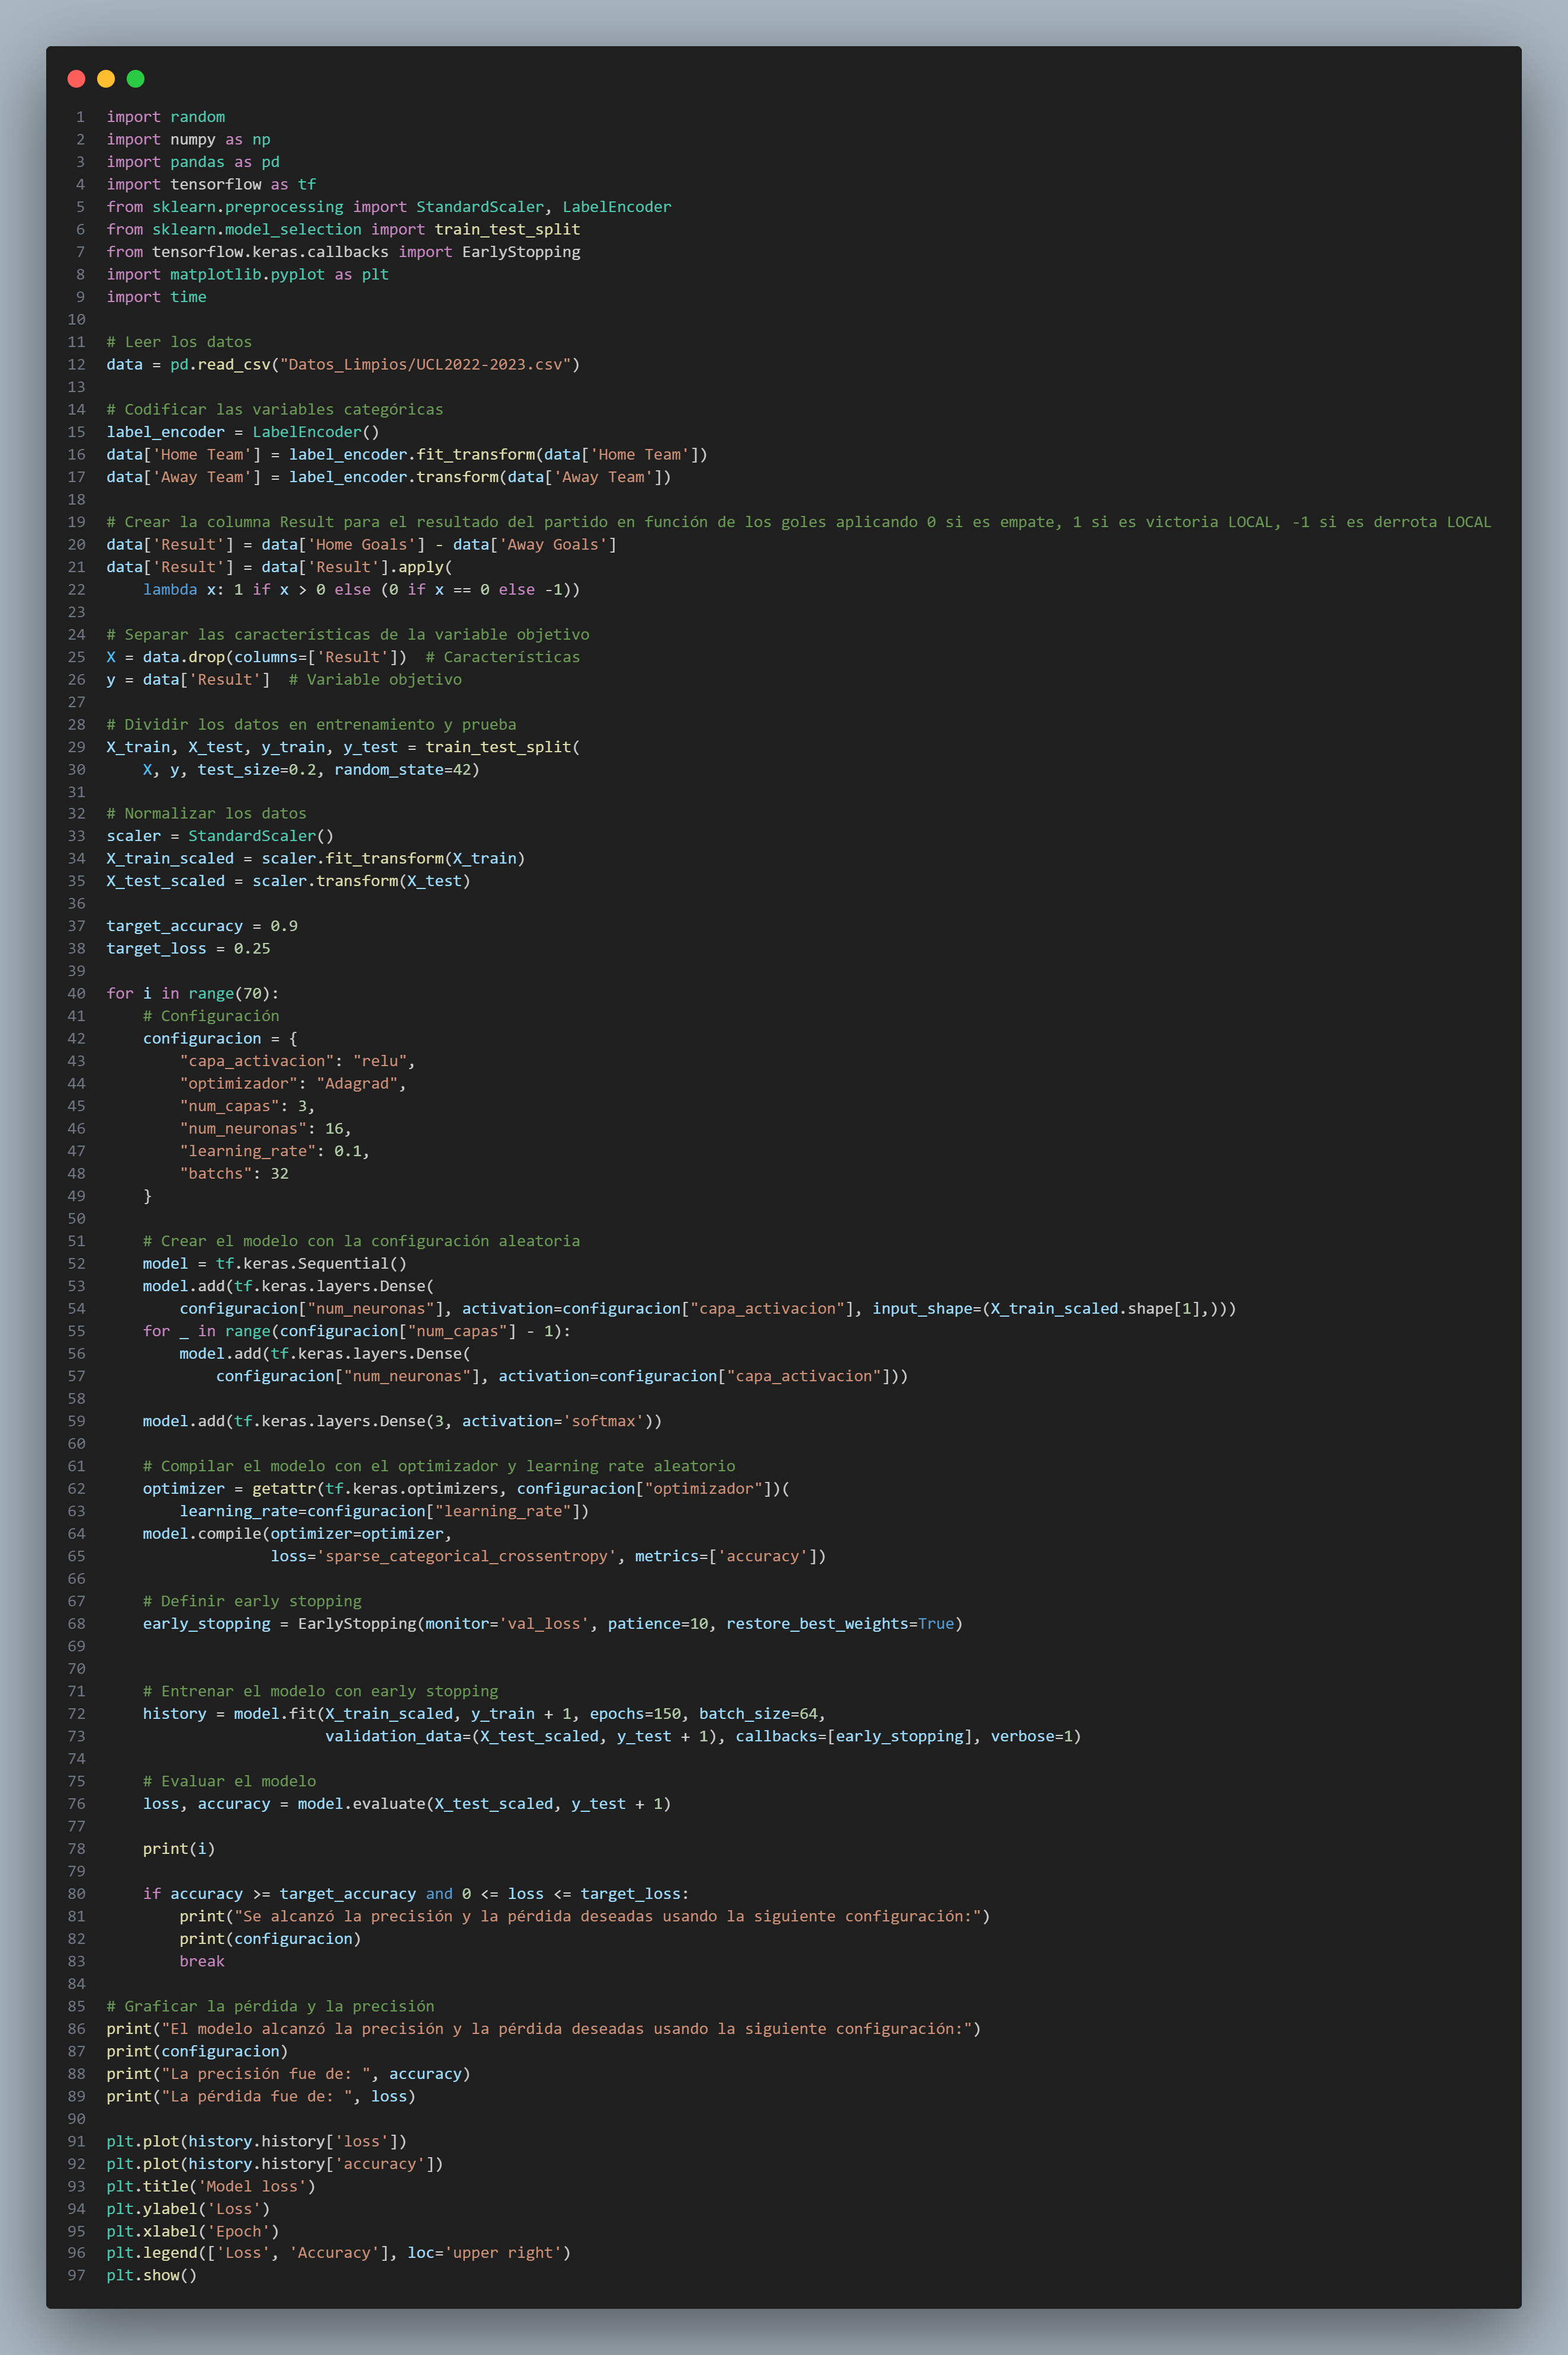 1 import random
2 import numpy as np
3 import pandas as pd
4 import tensorflow as tf
5 from sklearn.preprocessing import StandardScaler, LabelEncoder
6 from sklearn.model_selection import train_test_split
7 from tensorflow.keras.callbacks import EarlyStopping
8 import matplotlib.pyplot as plt
9 import time
10
11 # Leer los datos
12 data = pd.read_csv("Datos_Limpios/UCL2022-2023.csv")
13
14 # Codificar las variables categóricas
15 label_encoder = LabelEncoder()
16 data['Home Team'] = label_encoder.fit_transform(data['Home Team'])
17 data['Away Team'] = label_encoder.transform(data['Away Team'])
18
19 # Crear la columna Result para el resultado del partido en función de los goles aplicando 0 si es empate, 1 si es victoria LOCAL, -1 si es derrota LOCAL
20 data['Result'] = data['Home Goals'] - data['Away Goals']
21 data['Result'] = data['Result'].apply(
22     lambda x: 1 if x > 0 else (0 if x == 0 else -1))
23
24 # Separar las características de la variable objetivo
25 X = data.drop(columns=['Result'])  # Características
26 y = data['Result']  # Variable objetivo
27
28 # Dividir los datos en entrenamiento y prueba
29 X_train, X_test, y_train, y_test = train_test_split(
30     X, y, test_size=0.2, random_state=42)
31
32 # Normalizar los datos
33 scaler = StandardScaler()
34 X_train_scaled = scaler.fit_transform(X_train)
35 X_test_scaled = scaler.transform(X_test)
36
37 target_accuracy = 0.9
38 target_loss = 0.25
39
40 for i in range(70):
41     # Configuración
42     configuracion = {
43         "capa_activacion": "relu",
44         "optimizador": "Adagrad",
45         "num_capas": 3,
46         "num_neuronas": 16,
47         "learning_rate": 0.1,
48         "batchs": 32
49     }
50
51     # Crear el modelo con la configuración aleatoria
52     model = tf.keras.Sequential()
53     model.add(tf.keras.layers.Dense(
54         configuracion["num_neuronas"], activation=configuracion["capa_activacion"], input_shape=(X_train_scaled.shape[1],)))
55     for _ in range(configuracion["num_capas"] - 1):
56         model.add(tf.keras.layers.Dense(
57             configuracion["num_neuronas"], activation=configuracion["capa_activacion"]))
58
59     model.add(tf.keras.layers.Dense(3, activation='softmax'))
60
61     # Compilar el modelo con el optimizador y learning rate aleatorio
62     optimizer = getattr(tf.keras.optimizers, configuracion["optimizador"])(
63         learning_rate=configuracion["learning_rate"])
64     model.compile(optimizer=optimizer,
65                   loss='sparse_categorical_crossentropy', metrics=['accuracy'])
66
67     # Definir early stopping
68     early_stopping = EarlyStopping(monitor='val_loss', patience=10, restore_best_weights=True)
69
70
71     # Entrenar el modelo con early stopping
72     history = model.fit(X_train_scaled, y_train + 1, epochs=150, batch_size=64,
73                         validation_data=(X_test_scaled, y_test + 1), callbacks=[early_stopping], verbose=1)
74
75     # Evaluar el modelo
76     loss, accuracy = model.evaluate(X_test_scaled, y_test + 1)
77
78     print(i)
79
80     if accuracy >= target_accuracy and 0 <= loss <= target_loss:
81         print("Se alcanzó la precisión y la pérdida deseadas usando la siguiente configuración:")
82         print(configuracion)
83         break
84
85 # Graficar la pérdida y la precisión
86 print("El modelo alcanzó la precisión y la pérdida deseadas usando la siguiente configuración:")
87 print(configuracion)
88 print("La precisión fue de: ", accuracy)
89 print("La pérdida fue de: ", loss)
90
91 plt.plot(history.history['loss'])
92 plt.plot(history.history['accuracy'])
93 plt.title('Model loss')
94 plt.ylabel('Loss')
95 plt.xlabel('Epoch')
96 plt.legend(['Loss', 'Accuracy'], loc='upper right')
97 plt.show()